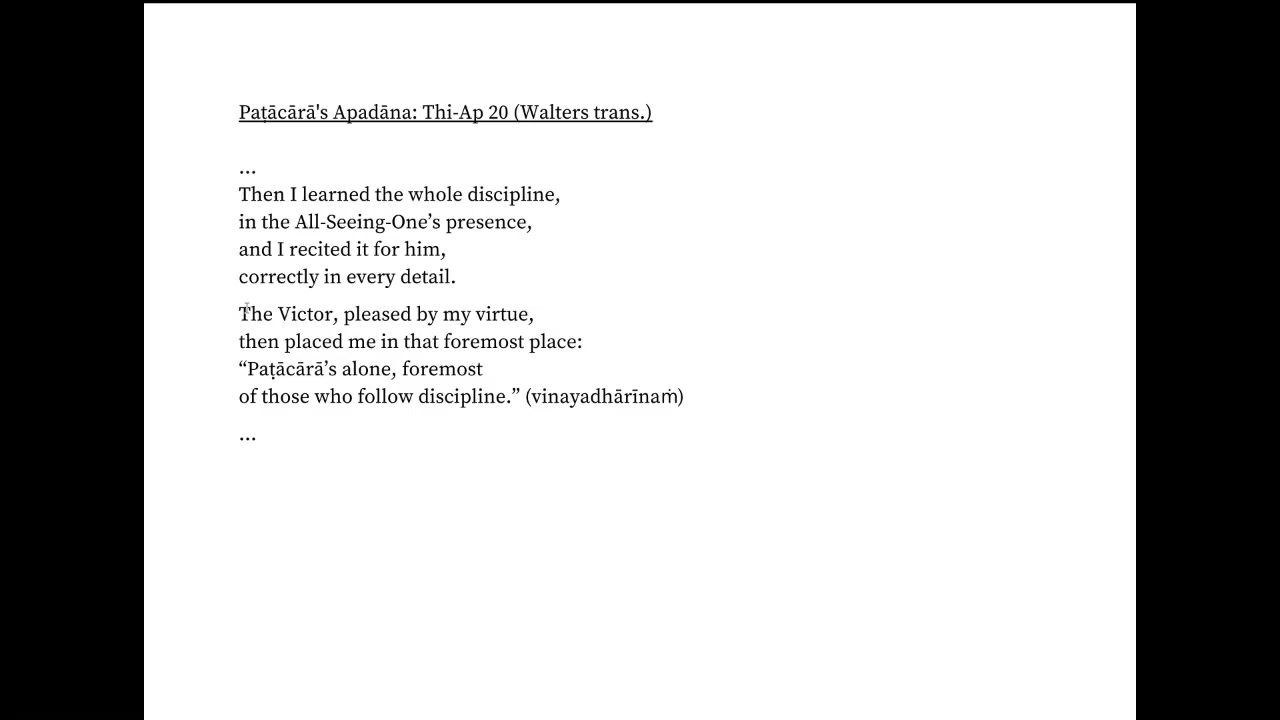 Paṭācārā's Apadāna: Thi-Ap 20 (Walters trans.)
…
Then I learned the whole discipline,
in the All-Seeing-One’s presence,
and I recited it for him,
correctly in every detail.
The Victor, pleased by my virtue,
then placed me in that foremost place:
“Paṭācārā’s alone, foremost
of those who follow discipline.” (vinayadhārīnaṁ)
…